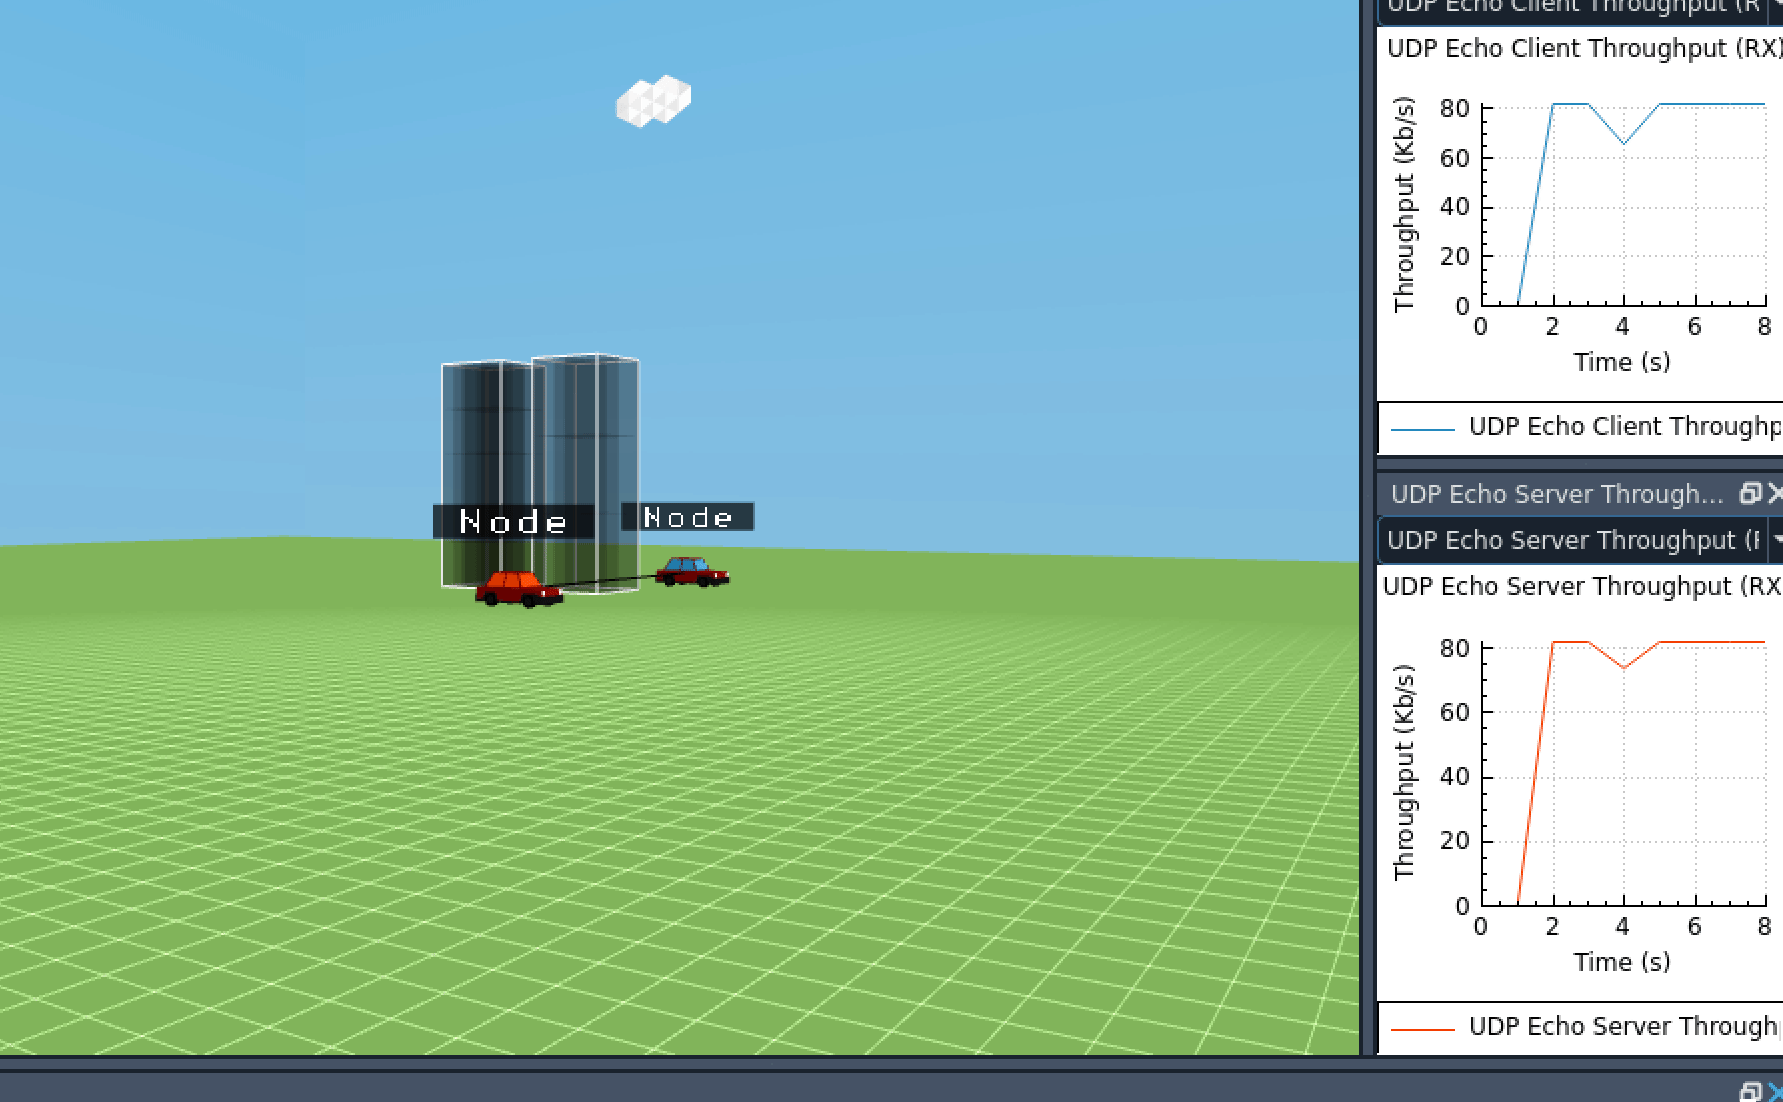 UDP Echo Client Throughput (R
UDP Echo Client Throughput (RX)
Throughput (Kb/s)
80
60
40
20
0
0 2 4 6 8
Time (s)
UDP Echo Client Throughp
UDP Echo Server Through...
UDP Echo Server Throughput (
UDP Echo Server Throughput (RX
Throughput (Kb/s)
80
60
40
20
0
0 2 4 6 8
Time (s)
UDP Echo Server Through
Node
Node